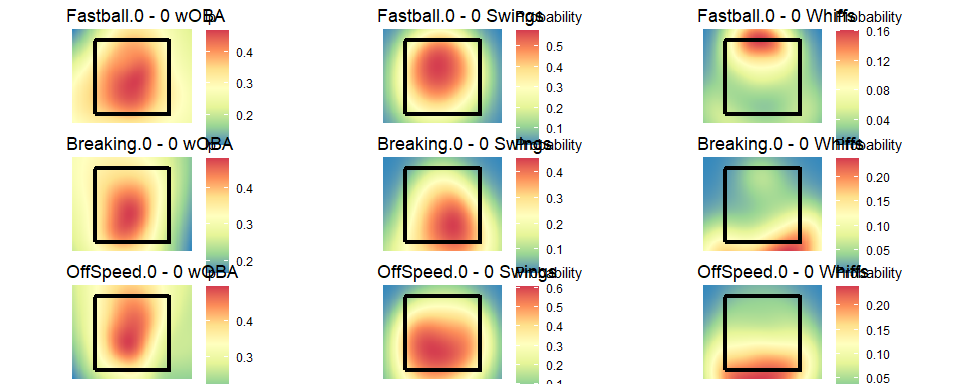 Fastball.0 - 0 wOBA
0.4
0.3
0.2
Fastball.0 - 0 Swings
Probability
0.5
0.4
0.3
0.2
0.1
Fastball.0 - 0 Whiffs
Probability
0.16
0.12
0.08
0.04
Breaking.0 - 0 wOBA
0.4
0.3
0.2
Breaking.0 - 0 Swings
Probability
0.4
0.3
0.2
0.1
Breaking.0 - 0 Whiffs
Probability
0.20
0.15
0.10
0.05
OffSpeed.0 - 0 wOBA
0.4
0.3
OffSpeed.0 - 0 Swings
Probability
0.6
0.5
0.4
0.3
0.2
0.1
OffSpeed.0 - 0 Whiffs
Probability
0.20
0.15
0.10
0.05